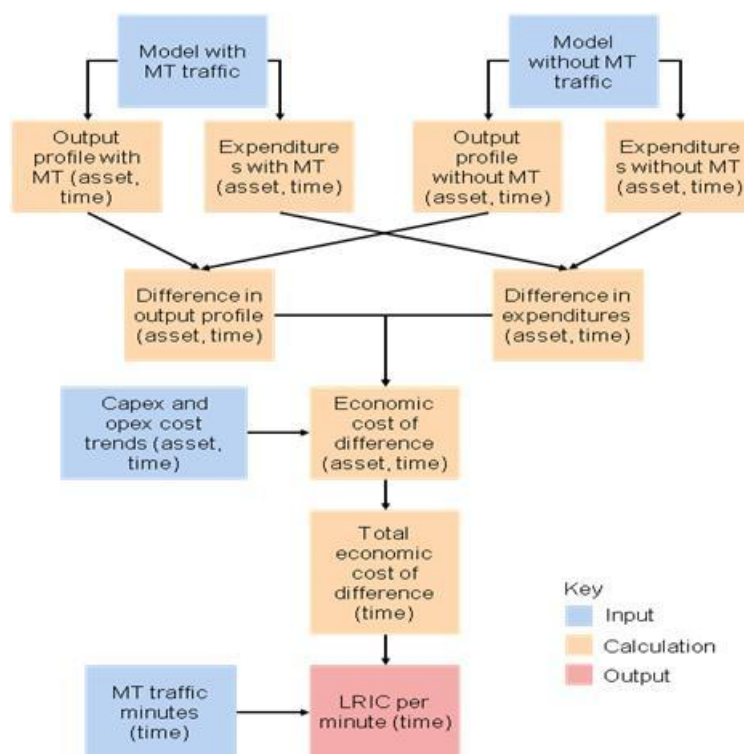 Model with
MT traffic
Model
without MT
traffic
Output
profile with
MT (asset,
time)
Expenditure
s with MT
(asset, time)
Output
profile
without MT
(asset, time)
Expenditure
s without MT
(asset, time)
Difference in
output profile
(asset, time)
Difference in
expenditures
(asset, time)
Capex and
opex cost
trends (asset,
time)
Economic
cost of
difference
(asset, time)
Total
economic
cost of
difference
(time)
Key
Input
Calculation
Output
MT traffic
minutes
(time)
LRIC per
minute (time)